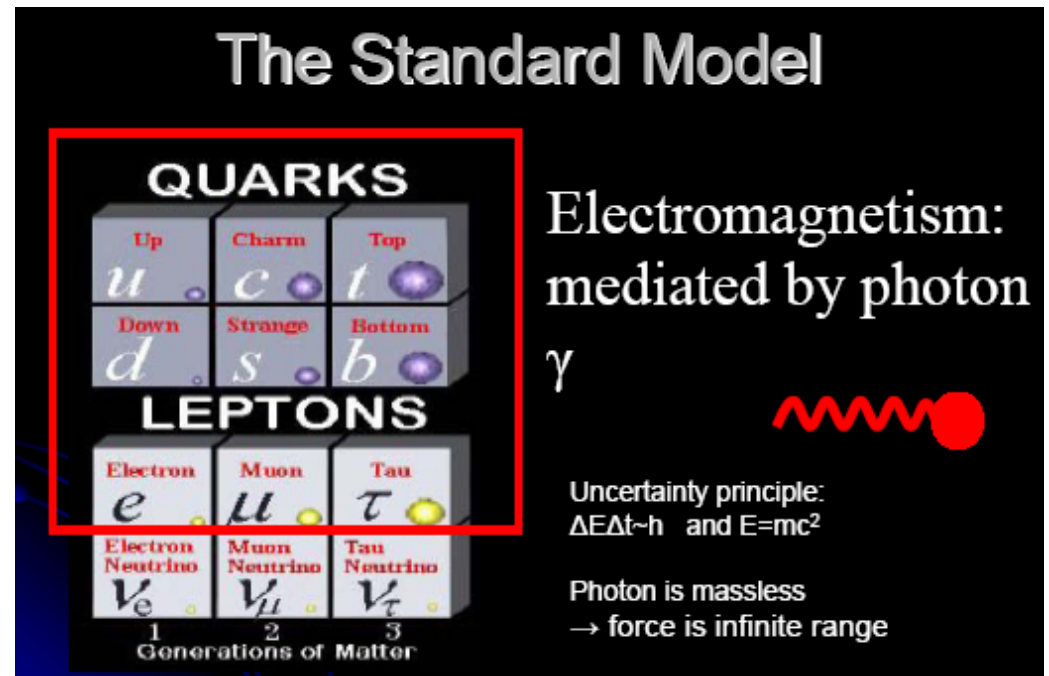 The Standard Model
QUARKS
Up
Charm
Top
u
c
t
Down
Strange
Bottom
d
s
b
LEPTONS
Electron
Muon
Tau
e
μ
τ
Electron
Neutrino
Muon
Neutrino
Tau
Neutrino
νe
νμ
ντ
1
2
3
Generations of Matter
Electromagnetism:
mediated by photon
γ
Uncertainty principle:
ΔEΔt~h and E=mc²
Photon is massless
→ force is infinite range